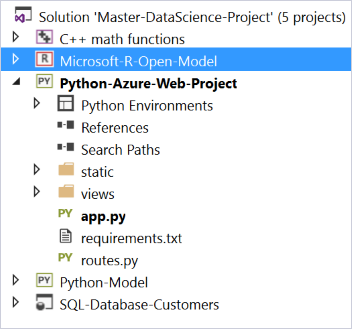 Solution 'Master-DataScience-Project' (5 projects)
C++ math functions
R Microsoft-R-Open-Model
PY Python-Azure-Web-Project
Python Environments
References
Search Paths
static
views
PY app.py
requirements.txt
PY routes.py
PY Python-Model
SQL-Database-Customers